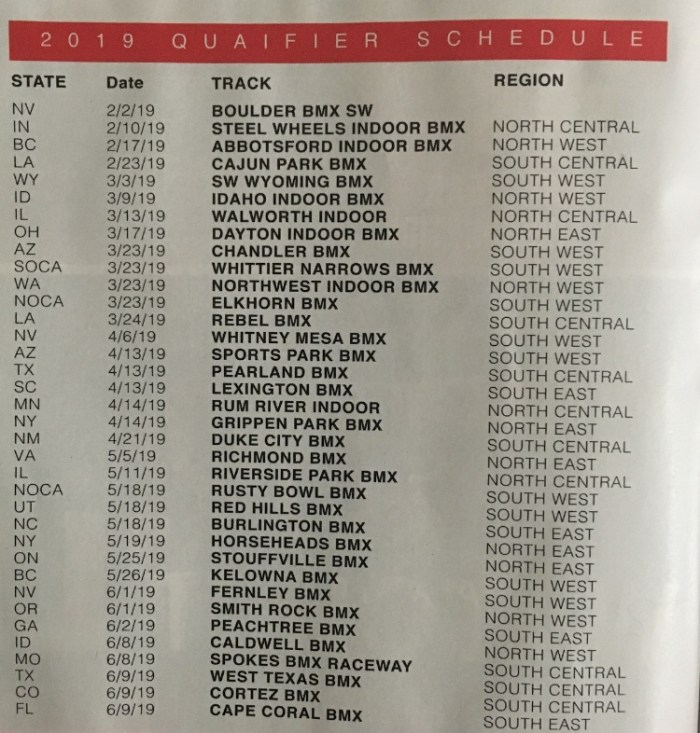 2019 QUAIFIER SCHEDULE
STATE Date TRACK REGION
NV 2/2/19 BOULDER BMX SW
IN 2/10/19 STEEL WHEELS INDOOR BMX NORTH CENTRAL
BC 2/17/19 ABBOTSFORD INDOOR BMX NORTH WEST
LA 2/23/19 CAJUN PARK BMX SOUTH CENTRAL
WY 3/3/19 SW WYOMING BMX SOUTH WEST
ID 3/9/19 IDAHO INDOOR BMX NORTH WEST
IL 3/13/19 WALWORTH INDOOR NORTH CENTRAL
OH 3/17/19 DAYTON INDOOR BMX NORTH EAST
AZ 3/23/19 CHANDLER BMX SOUTH WEST
SOCA 3/23/19 WHITTIER NARROWS BMX SOUTH WEST
WA 3/23/19 NORTHWEST INDOOR BMX NORTH WEST
NOCA 3/23/19 ELKHORN BMX SOUTH WEST
LA 3/24/19 REBEL BMX SOUTH CENTRAL
NV 4/6/19 WHITNEY MESA BMX SOUTH WEST
AZ 4/13/19 SPORTS PARK BMX SOUTH WEST
TX 4/13/19 PEARLAND BMX SOUTH CENTRAL
SC 4/13/19 LEXINGTON BMX SOUTH EAST
MN 4/14/19 RUM RIVER INDOOR NORTH CENTRAL
NY 4/14/19 GRIPPEN PARK BMX NORTH EAST
NM 4/21/19 DUKE CITY BMX SOUTH CENTRAL
VA 5/5/19 RICHMOND BMX NORTH EAST
IL 5/11/19 RIVERSIDE PARK BMX NORTH CENTRAL
NOCA 5/18/19 RUSTY BOWL BMX SOUTH WEST
UT 5/18/19 RED HILLS BMX SOUTH WEST
NC 5/18/19 BURLINGTON BMX SOUTH EAST
NY 5/19/19 HORSEHEADS BMX NORTH EAST
ON 5/25/19 STOUFFVILLE BMX NORTH EAST
BC 5/26/19 KELOWNA BMX SOUTH WEST
NV 6/1/19 FERNLEY BMX SOUTH WEST
OR 6/1/19 SMITH ROCK BMX NORTH WEST
GA 6/2/19 PEACHTREE BMX SOUTH EAST
ID 6/8/19 CALDWELL BMX NORTH WEST
MO 6/8/19 SPOKES BMX RACEWAY SOUTH CENTRAL
TX 6/9/19 WEST TEXAS BMX SOUTH CENTRAL
CO 6/9/19 CORTEZ BMX SOUTH CENTRAL
FL 6/9/19 CAPE CORAL BMX SOUTH EAST